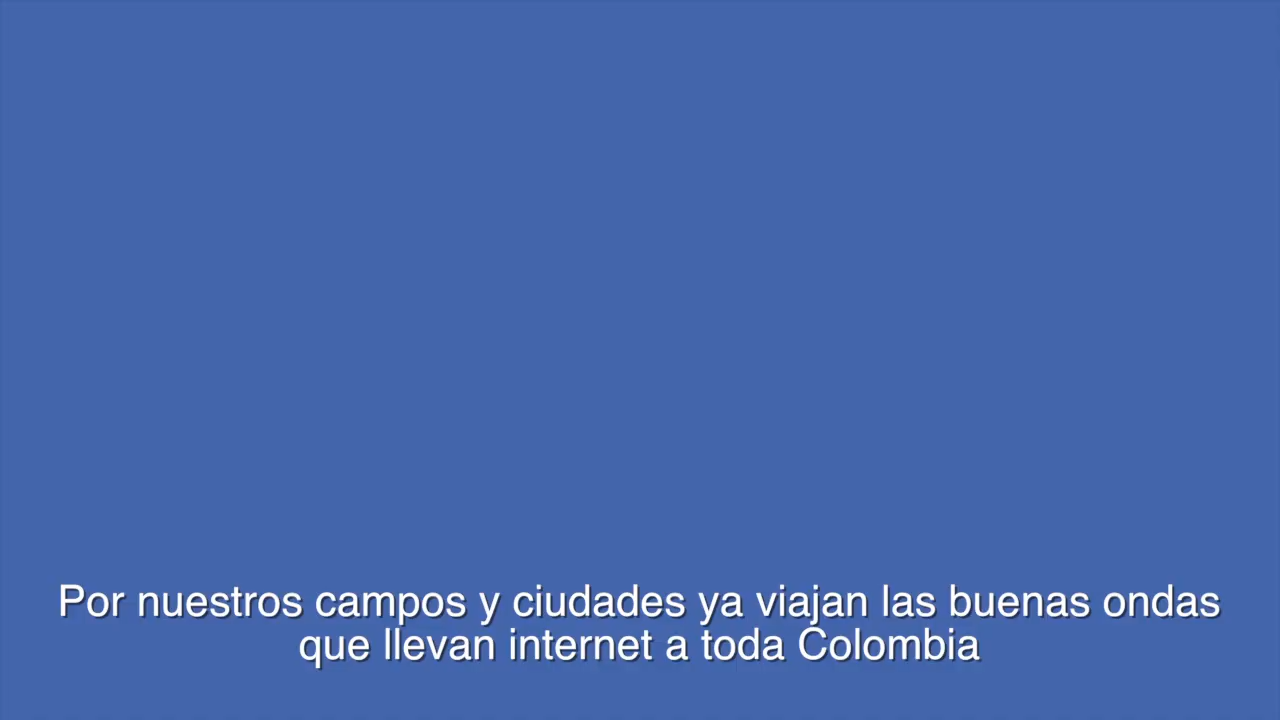 Por nuestros campos y ciudades ya viajan las buenas ondas
que llevan internet a toda Colombia